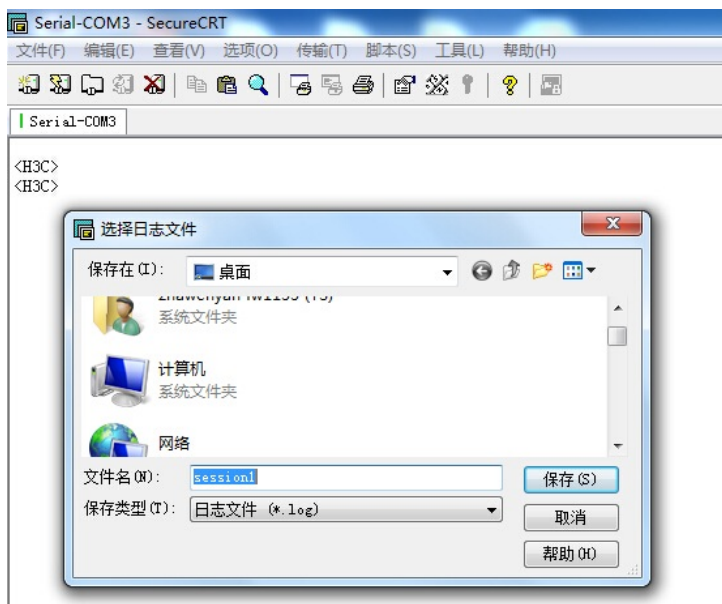 Serial-COM3 - SecureCRT
文件(F) 编辑(E) 查看(V) 选项(O) 传输(T) 脚本(S) 工具(L) 帮助(H)
Serial-COM3
<H3C>
<H3C>
选择日志文件
保存在(I): 桌面
系统文件夹
计算机
系统文件夹
网络
文件名(N): session1 保存(S)
保存类型(T): 日志文件 (*.log) 取消
帮助(H)